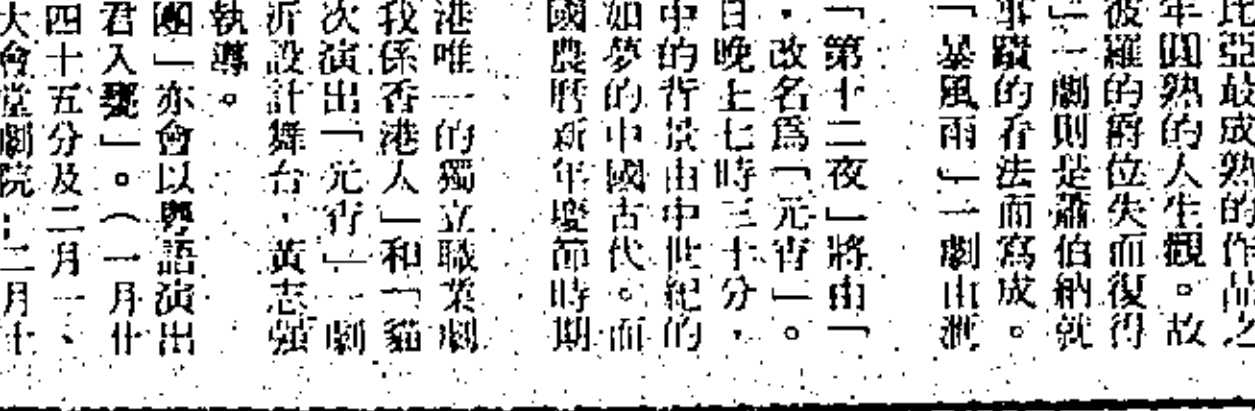 比亞最成熟的作品之
年圓熟的人生觀。故
彼羅的爵位失而復得
」一劇則是蕭伯納就
事蹟的看法而寫成。
「暴風雨」一劇由
「第十二夜」將由「
,改名爲「元宵」。
日晚上七時三十分,
中的背景由中世紀的
如夢的中國古代。而
國農曆新年慶節時期
港唯一的獨立職業劇
我係香港人」和「貓
次演出「元宵」一劇
設計舞台,黃志強
執導。
團」亦會以粵語演出
君入甕」。(一月廿
四十五分及二月一、
大會堂劇院;二月十